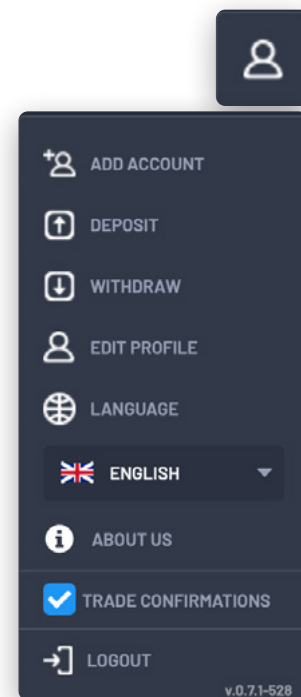 ADD ACCOUNT
DEPOSIT
WITHDRAW
EDIT PROFILE
LANGUAGE
ENGLISH
ABOUT US
TRADE CONFIRMATIONS
LOGOUT
v.0.7.1-528